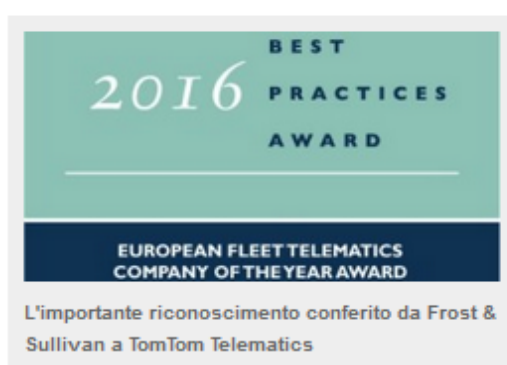 BEST
2016 PRACTICES
AWARD
EUROPEAN FLEET TELEMATICS
COMPANY OF THE YEAR AWARD
L'importante riconoscimento conferito da Frost &
Sullivan a TomTom Telematics